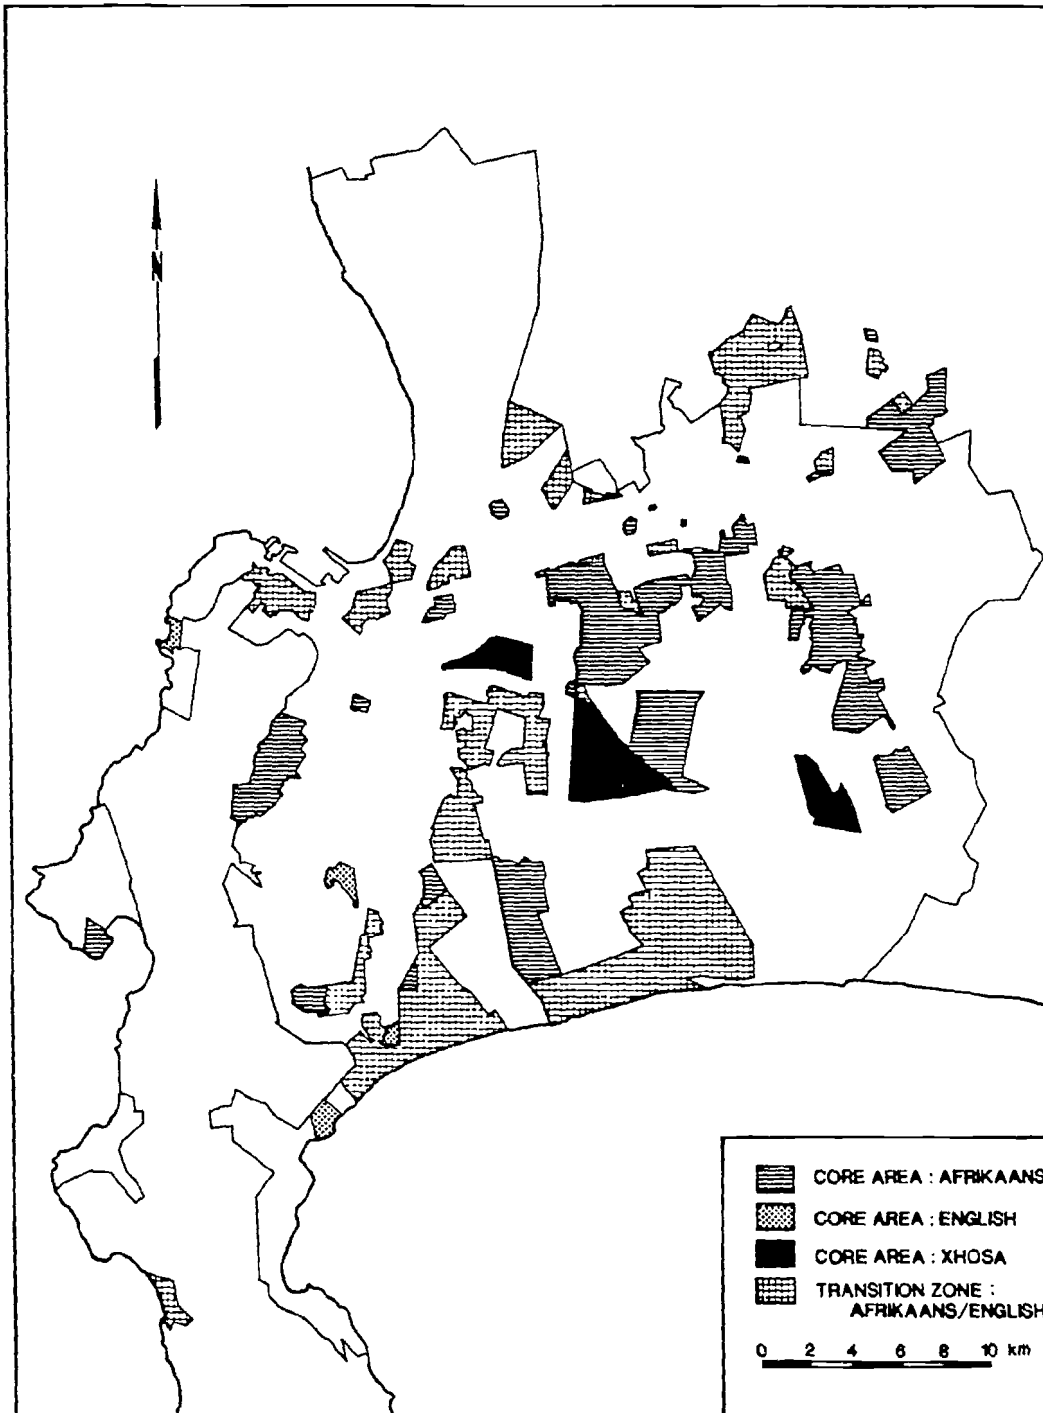 N
CORE AREA : AFRIKAANS
CORE AREA : ENGLISH
CORE AREA : XHOSA
TRANSITION ZONE :
AFRIKAANS/ENGLISH
0 2 4 6 8 10 km